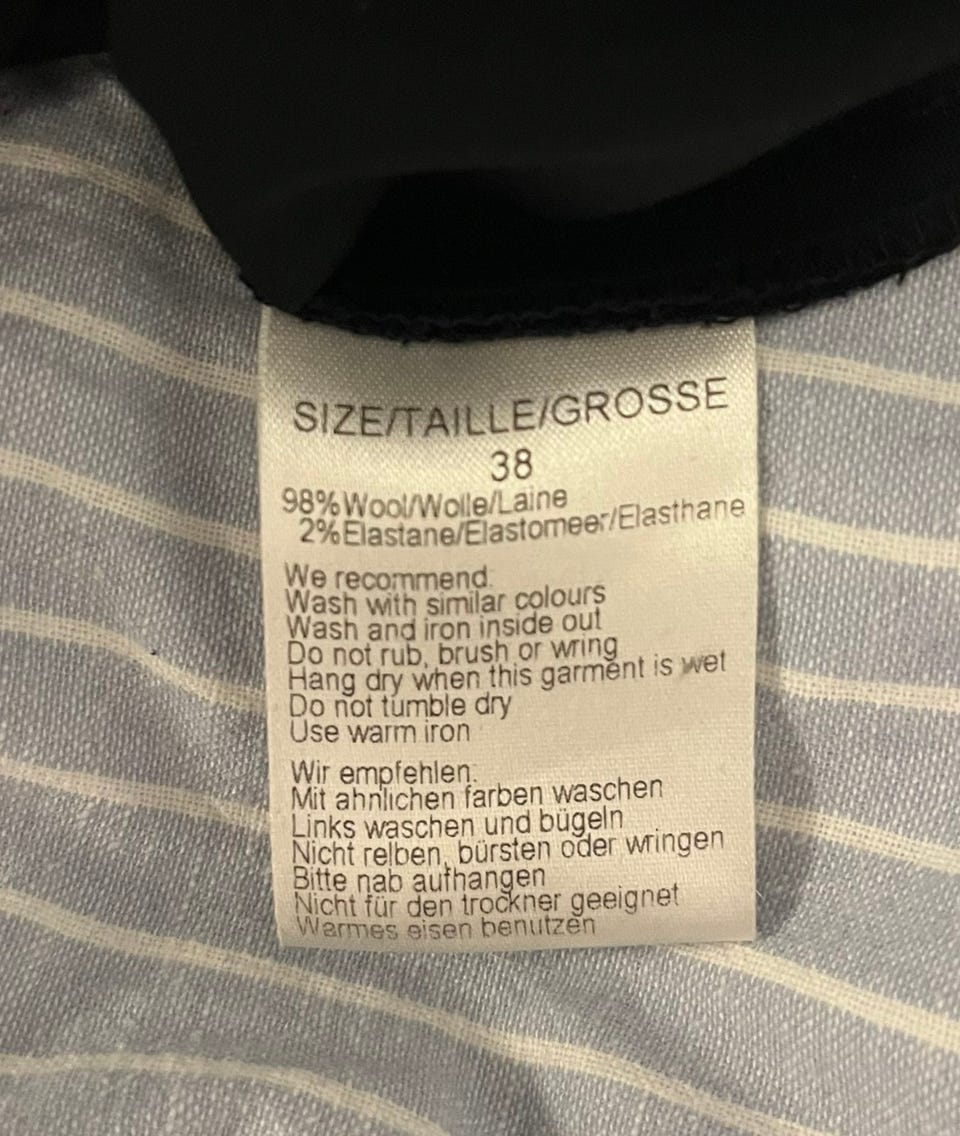 SIZE/TAILLE/GROSSE
38
98%Wool/Wolle/Laine
2%Elastane/Elastomeer/Elasthane
We recommend:
Wash with similar colours
Wash and iron inside out
Do not rub, brush or wring
Hang dry when this garment is wet
Do not tumble dry
Use warm iron
Wir empfehlen:
Mit ahnlichen farben waschen
Links waschen und bügeln
Nicht relben, bürsten oder wringen
Bitte nab aufhangen
Nicht für den trockner geeignet
Warmes eisen benutzen